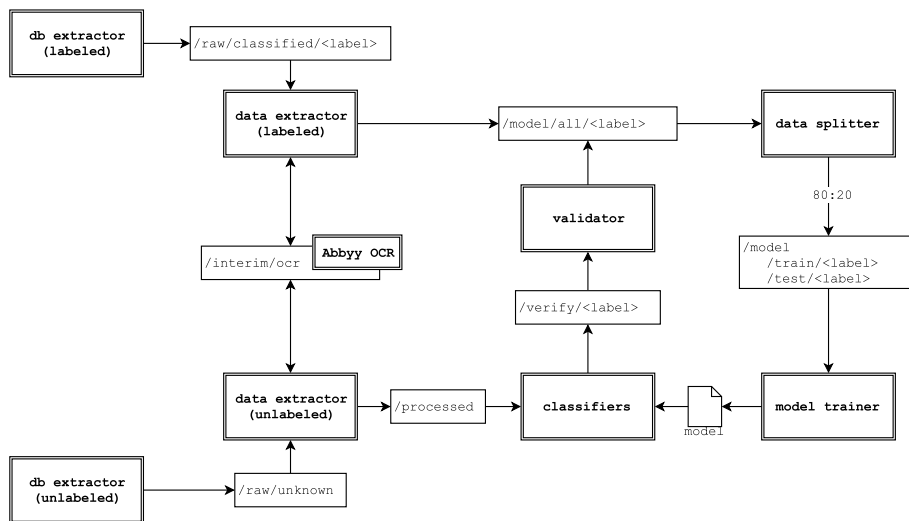 db extractor
(labeled)
/raw/classified/<label>
data extractor
(labeled)
/model/all/<label>
data splitter
80:20
validator
/interim/ocr
Abbyy OCR
/model
/train/<label>
/test/<label>
/verify/<label>
data extractor
(unlabeled)
/processed
classifiers
model
model trainer
db extractor
(unlabeled)
/raw/unknown